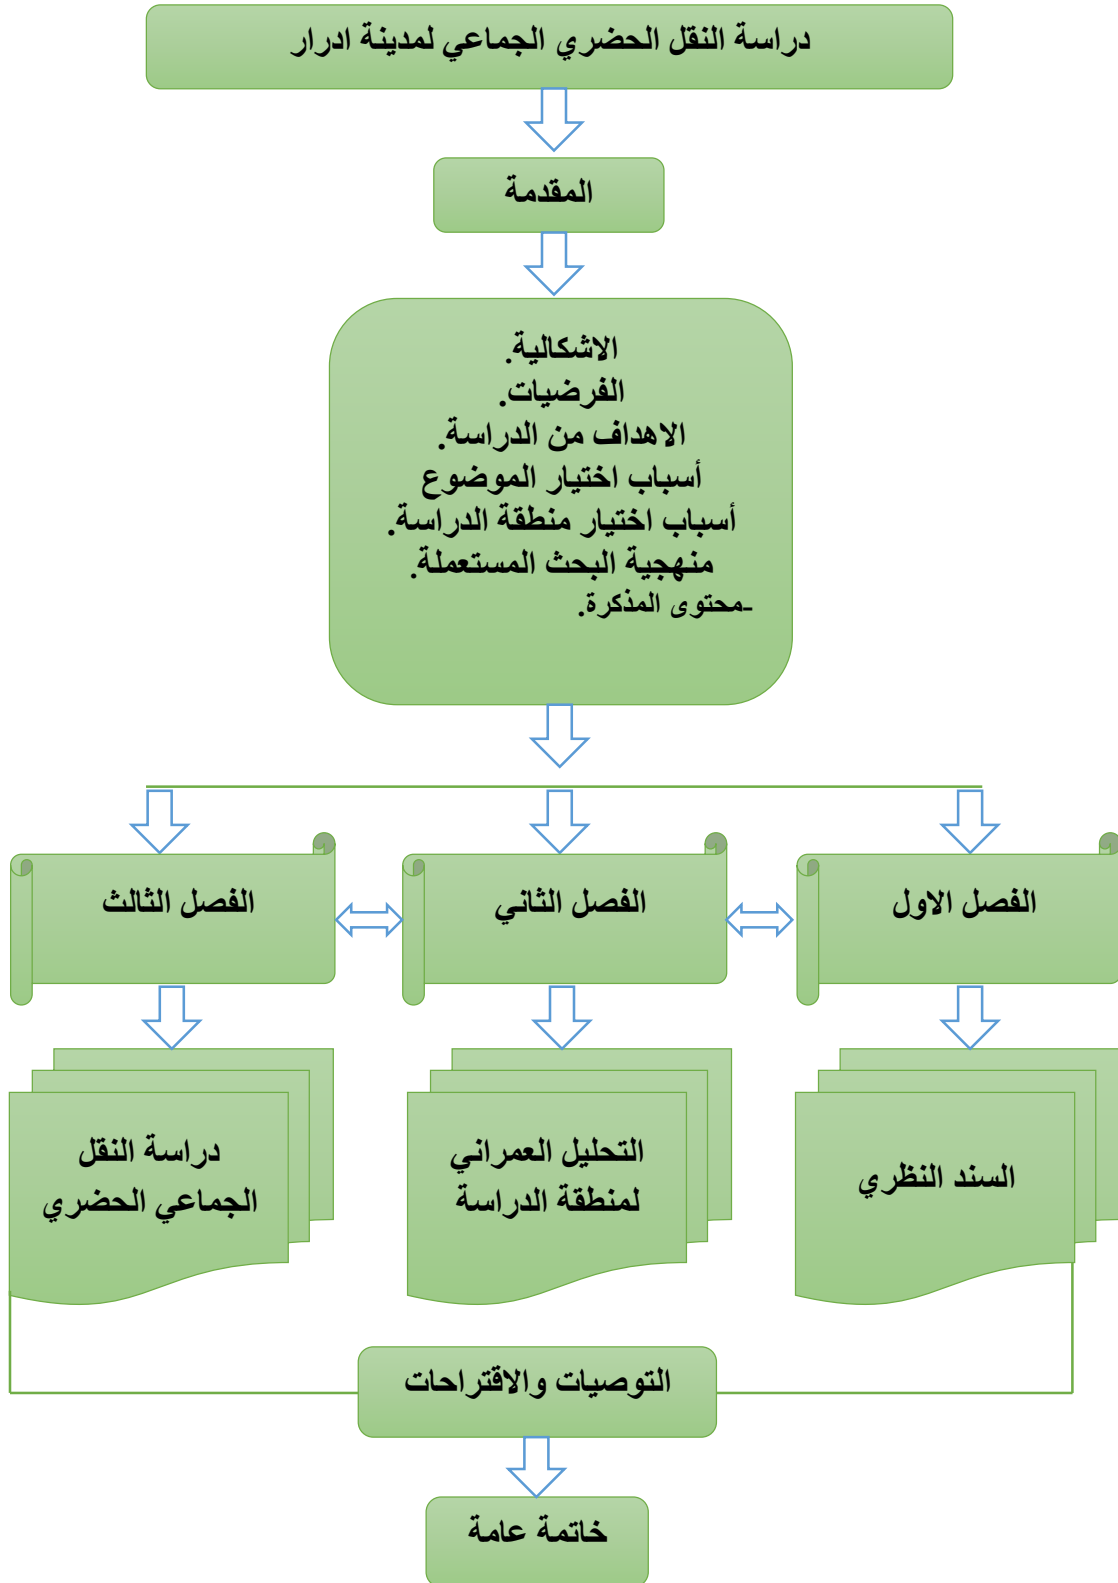 دراسة النقل الحضري الجماعي لمدينة ادرار
المقدمة
الاشكالية.
الفرضيات.
الاهداف من الدراسة.
أسباب اختيار الموضوع
أسباب اختيار منطقة الدراسة.
منهجية البحث المستعملة.
-محتوى المذكرة.
الفصل الاول
الفصل الثاني
الفصل الثالث
السند النظري
التحليل العمراني
لمنطقة الدراسة
دراسة النقل
الجماعي الحضري
التوصيات والاقتراحات
خاتمة عامة